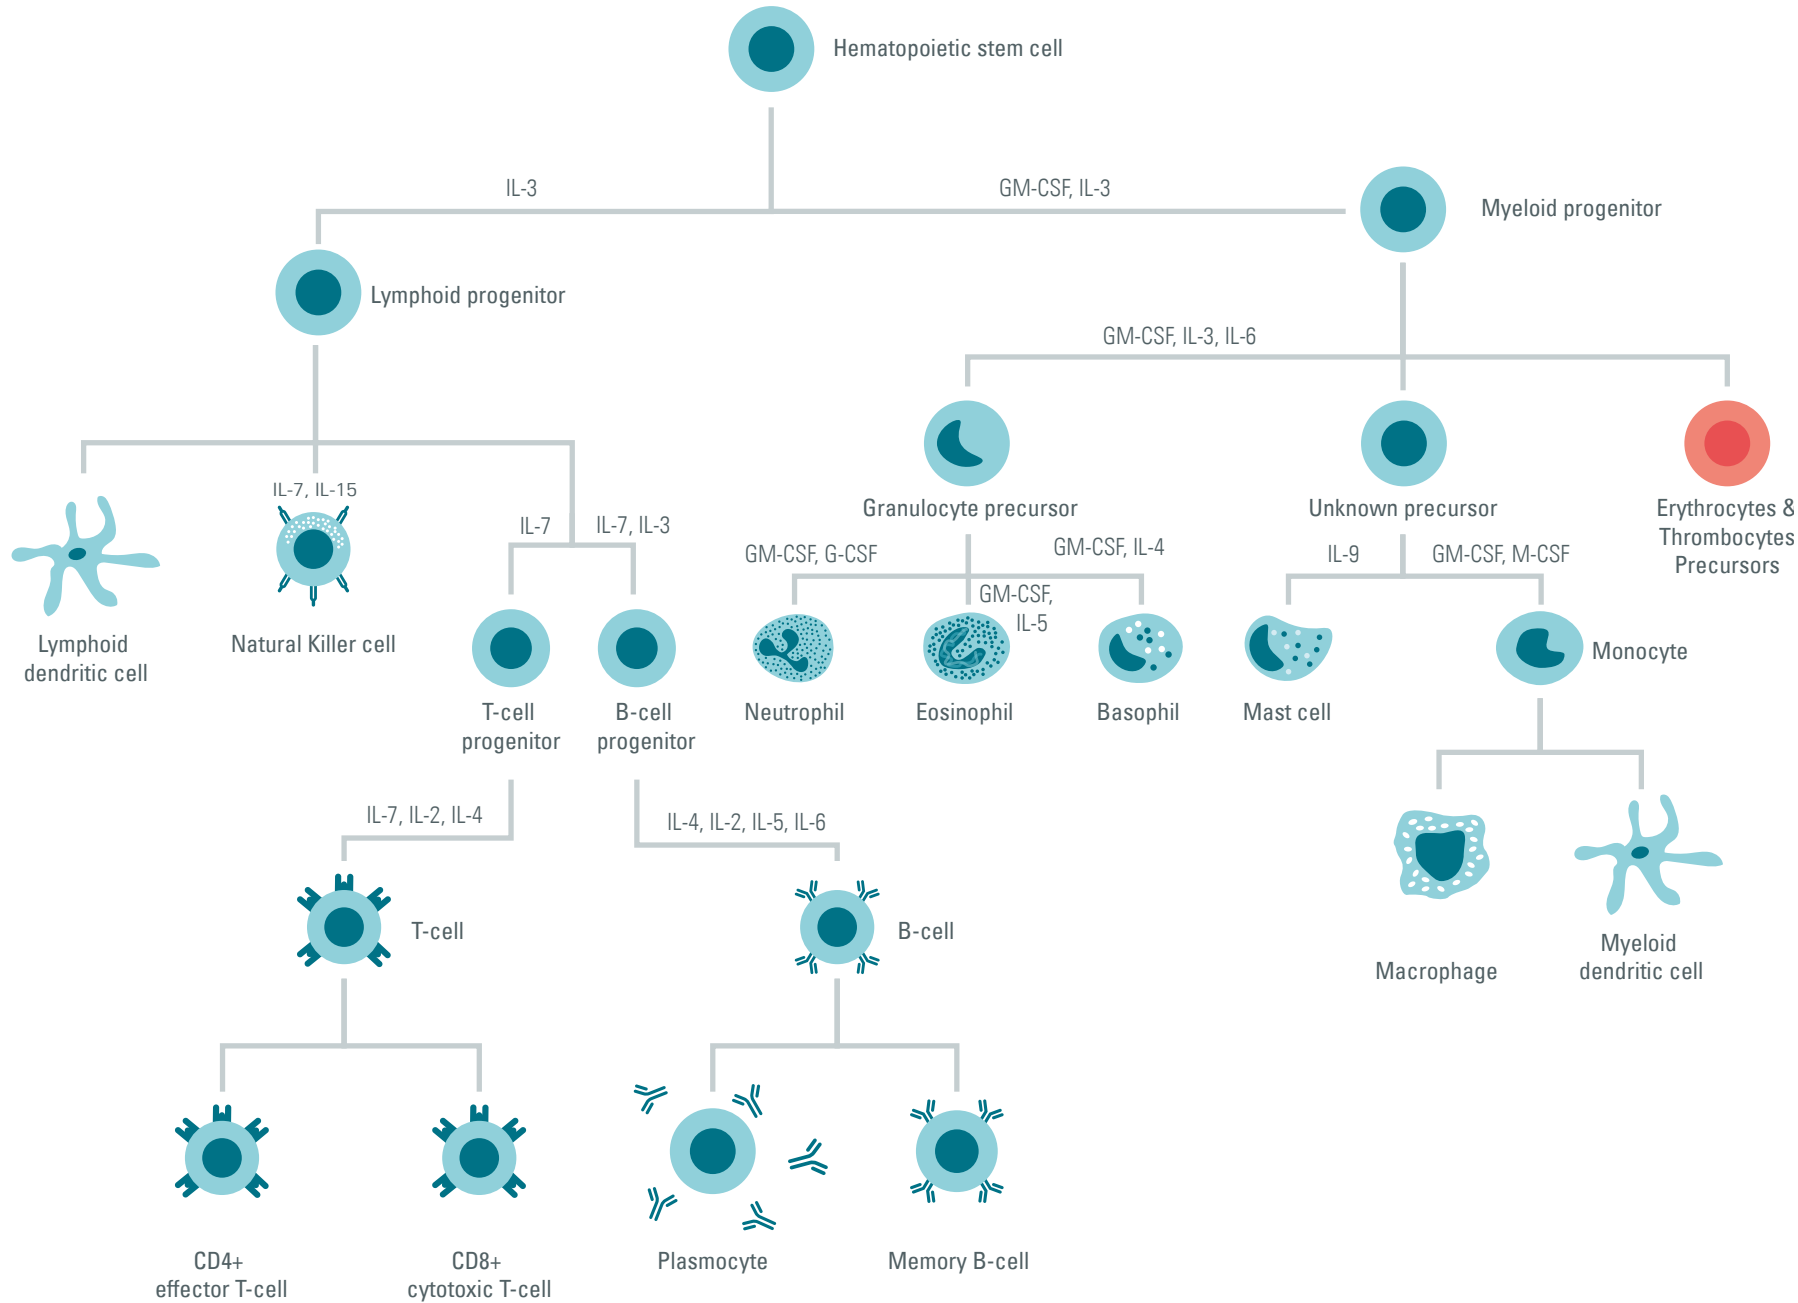 Hematopoietic stem cell
IL-3
GM-CSF, IL-3
Myeloid progenitor
Lymphoid progenitor
GM-CSF, IL-3, IL-6
IL-7, IL-15
Granulocyte precursor
Unknown precursor
Erythrocytes &
Thrombocytes
Precursors
IL-7
IL-7, IL-3
GM-CSF, G-CSF
GM-CSF, IL-4
GM-CSF,
IL-5
IL-9
GM-CSF, M-CSF
Lymphoid
dendritic cell
Natural Killer cell
Monocyte
T-cell
progenitor
B-cell
progenitor
Neutrophil
Eosinophil
Basophil
Mast cell
IL-7, IL-2, IL-4
IL-4, IL-2, IL-5, IL-6
T-cell
B-cell
Macrophage
Myeloid
dendritic cell
CD4+
effector T-cell
CD8+
cytotoxic T-cell
Plasmocyte
Memory B-cell